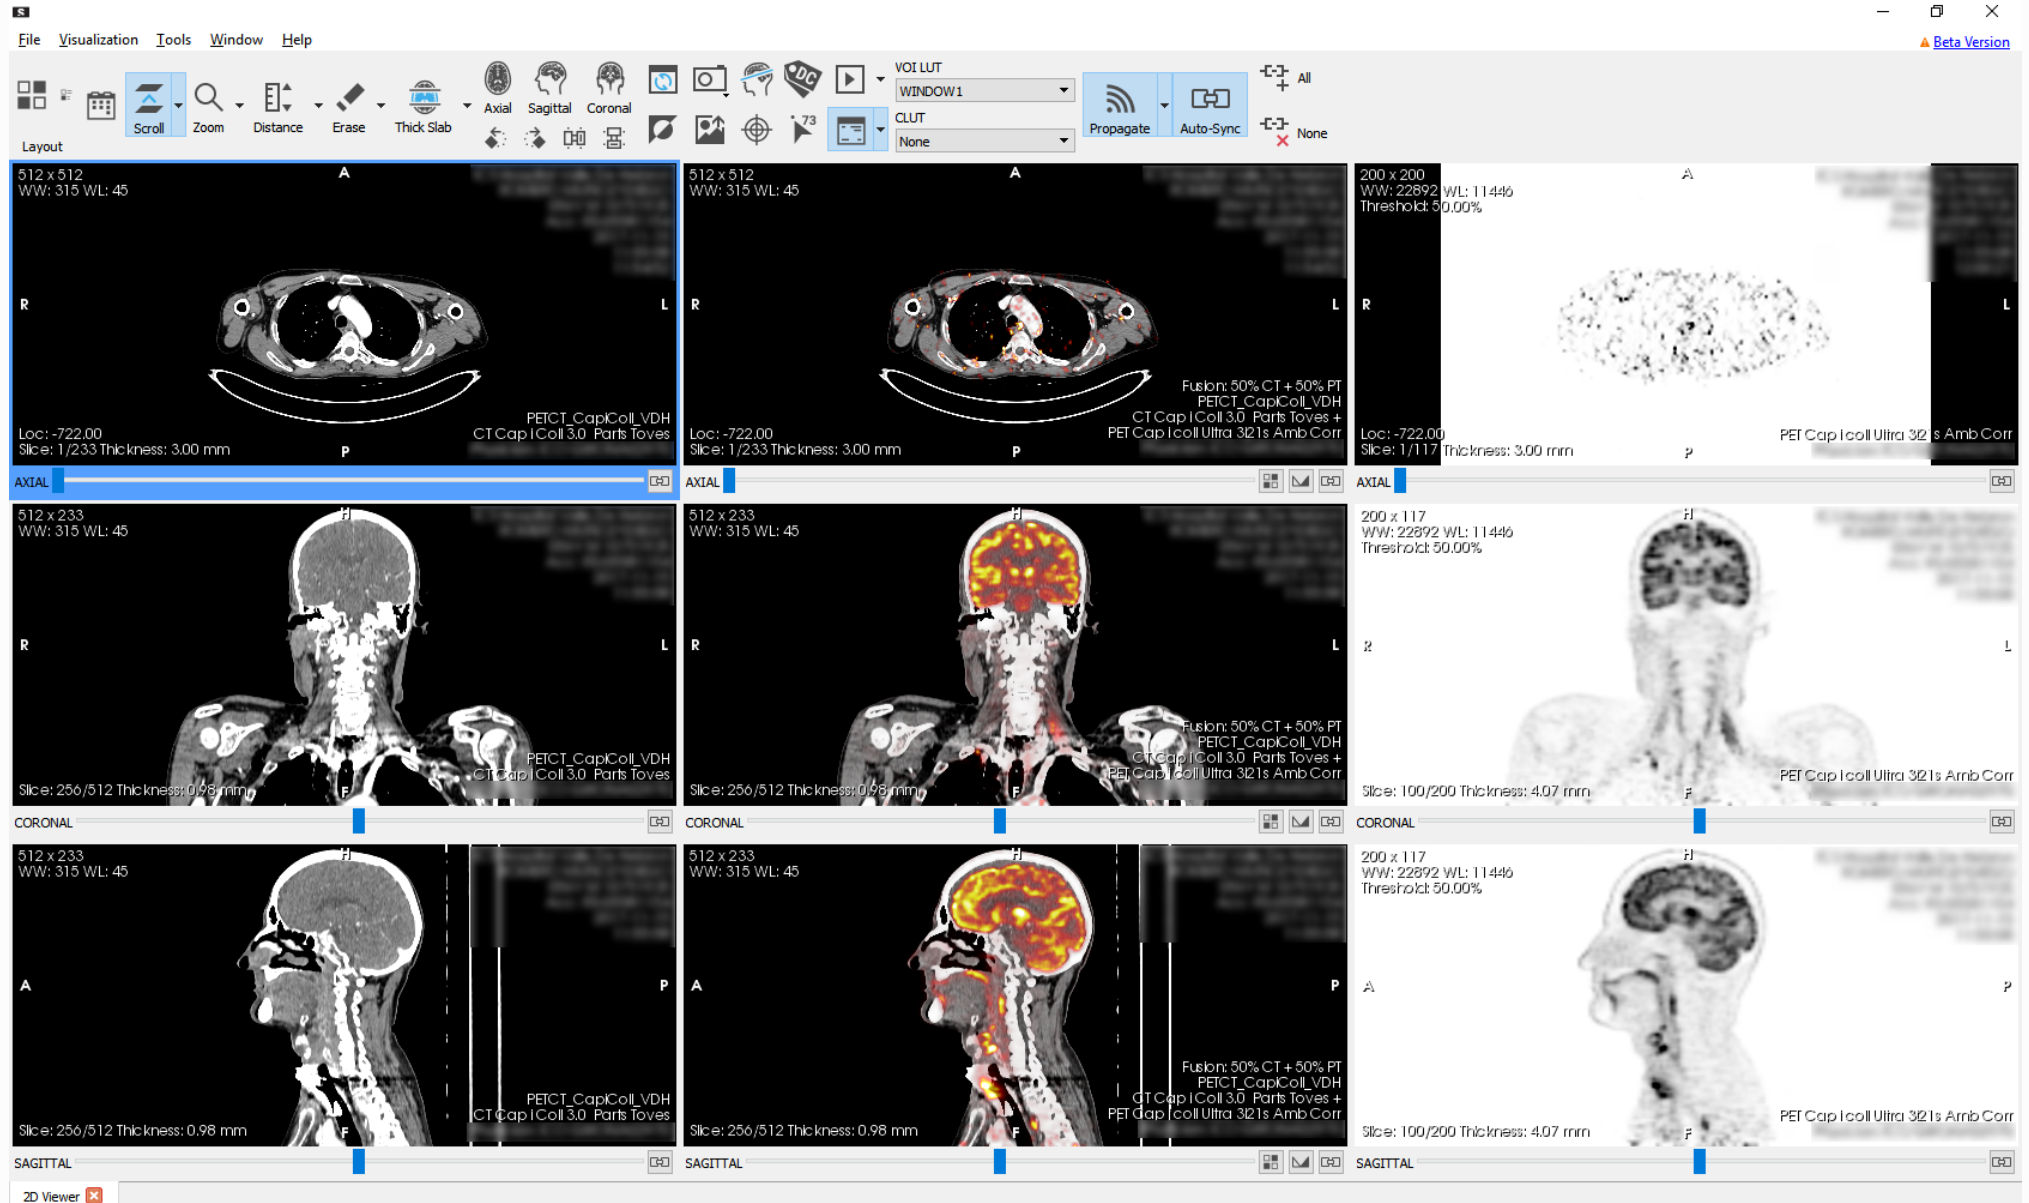 S
File Visualization Tools Window Help
Beta Version
Layout
Scroll
Zoom
Distance
Erase
Thick Slab
Axial
Sagittal
Coronal
DC
73
VOI LUT
WINDOW1
CLUT
None
Propagate
Auto-Sync
All
None
512 x 512
WW: 315 WL: 45
A
R
L
PETCT_CapiColl_VDH
CT Cap i Coll 3.0 Parts Toves
Loc: -722.00
Slice: 1/233 Thickness: 3.00 mm
P
AXIAL
512 x 512
WW: 315 WL: 45
A
R
L
Fusion: 50% CT + 50% PT
PETCT_CapiColl_VDH
CT Cap i Coll 3.0 Parts Toves +
PET Cap i coll Ultra 3i21s Amb Corr
Loc: -722.00
Slice: 1/233 Thickness: 3.00 mm
P
AXIAL
200 x 200
WW: 22892 WL: 11446
Threshold: 50.00%
A
R
L
PET Cap i coll Ultra 3i21s Amb Corr
Loc: -722.00
Slice: 1/117 Thickness: 3.00 mm
P
AXIAL
512 x 233
WW: 315 WL: 45
H
R
L
PETCT_CapiColl_VDH
CT Cap i Coll 3.0 Parts Toves
Slice: 256/512 Thickness: 0.98 mm
F
CORONAL
512 x 233
WW: 315 WL: 45
H
R
L
Fusion: 50% CT + 50% PT
PETCT_CapiColl_VDH
CT Cap i Coll 3.0 Parts Toves +
PET Cap i coll Ultra 3i21s Amb Corr
Slice: 256/512 Thickness: 0.98 mm
F
CORONAL
200 x 117
WW: 22892 WL: 11446
Threshold: 50.00%
H
R
L
PET Cap i coll Ultra 3i21s Amb Corr
Slice: 100/200 Thickness: 4.07 mm
F
CORONAL
512 x 233
WW: 315 WL: 45
H
A
P
PETCT_CapiColl_VDH
CT Cap i Coll 3.0 Parts Toves
Slice: 256/512 Thickness: 0.98 mm
F
SAGITTAL
512 x 233
WW: 315 WL: 45
H
A
P
Fusion: 50% CT + 50% PT
PETCT_CapiColl_VDH
CT Cap i Coll 3.0 Parts Toves +
PET Cap i coll Ultra 3i21s Amb Corr
Slice: 256/512 Thickness: 0.98 mm
F
SAGITTAL
200 x 117
WW: 22892 WL: 11446
Threshold: 50.00%
H
A
P
PET Cap i coll Ultra 3i21s Amb Corr
Slice: 100/200 Thickness: 4.07 mm
F
SAGITTAL
2D Viewer